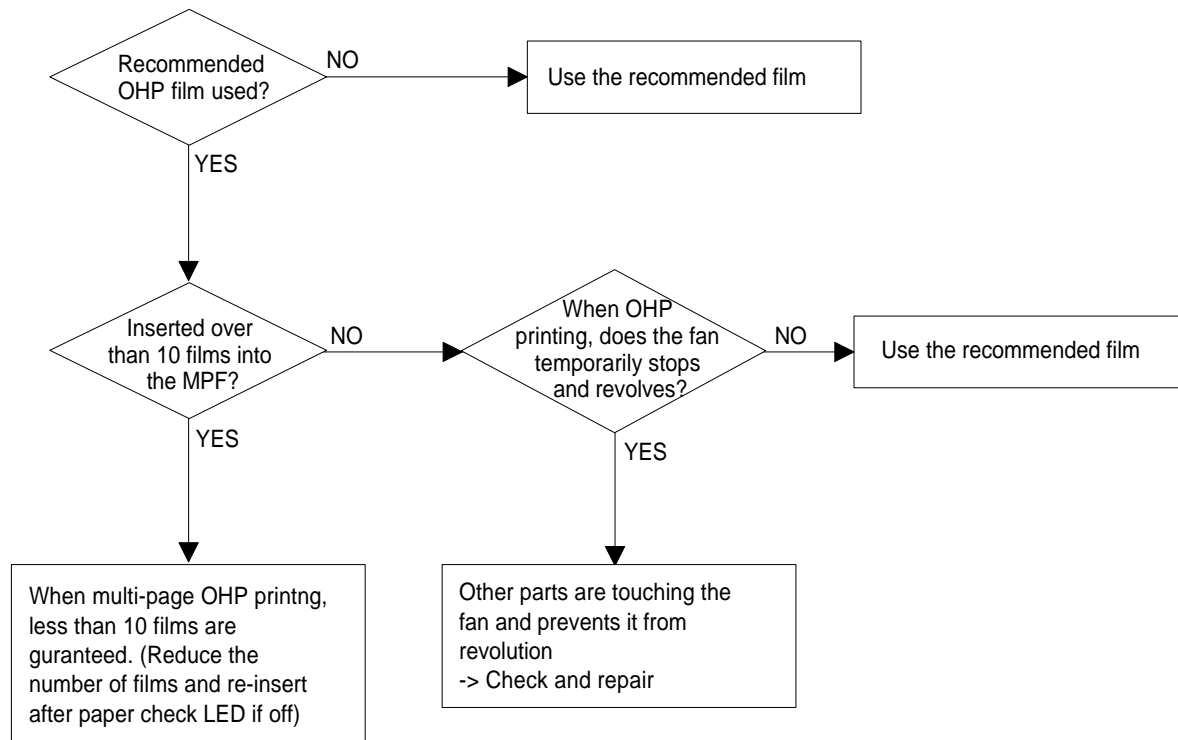 Recommended
OHP film used?
NO
Use the recommended film
YES
Inserted over
than 10 films into
the MPF?
NO
When OHP
printing, does the fan
temporarily stops
and revolves?
NO
Use the recommended film
YES
YES
When multi-page OHP printng,
less than 10 films are
guranteed. (Reduce the
number of films and re-insert
after paper check LED if off)
Other parts are touching the
fan and prevents it from
revolution
-> Check and repair